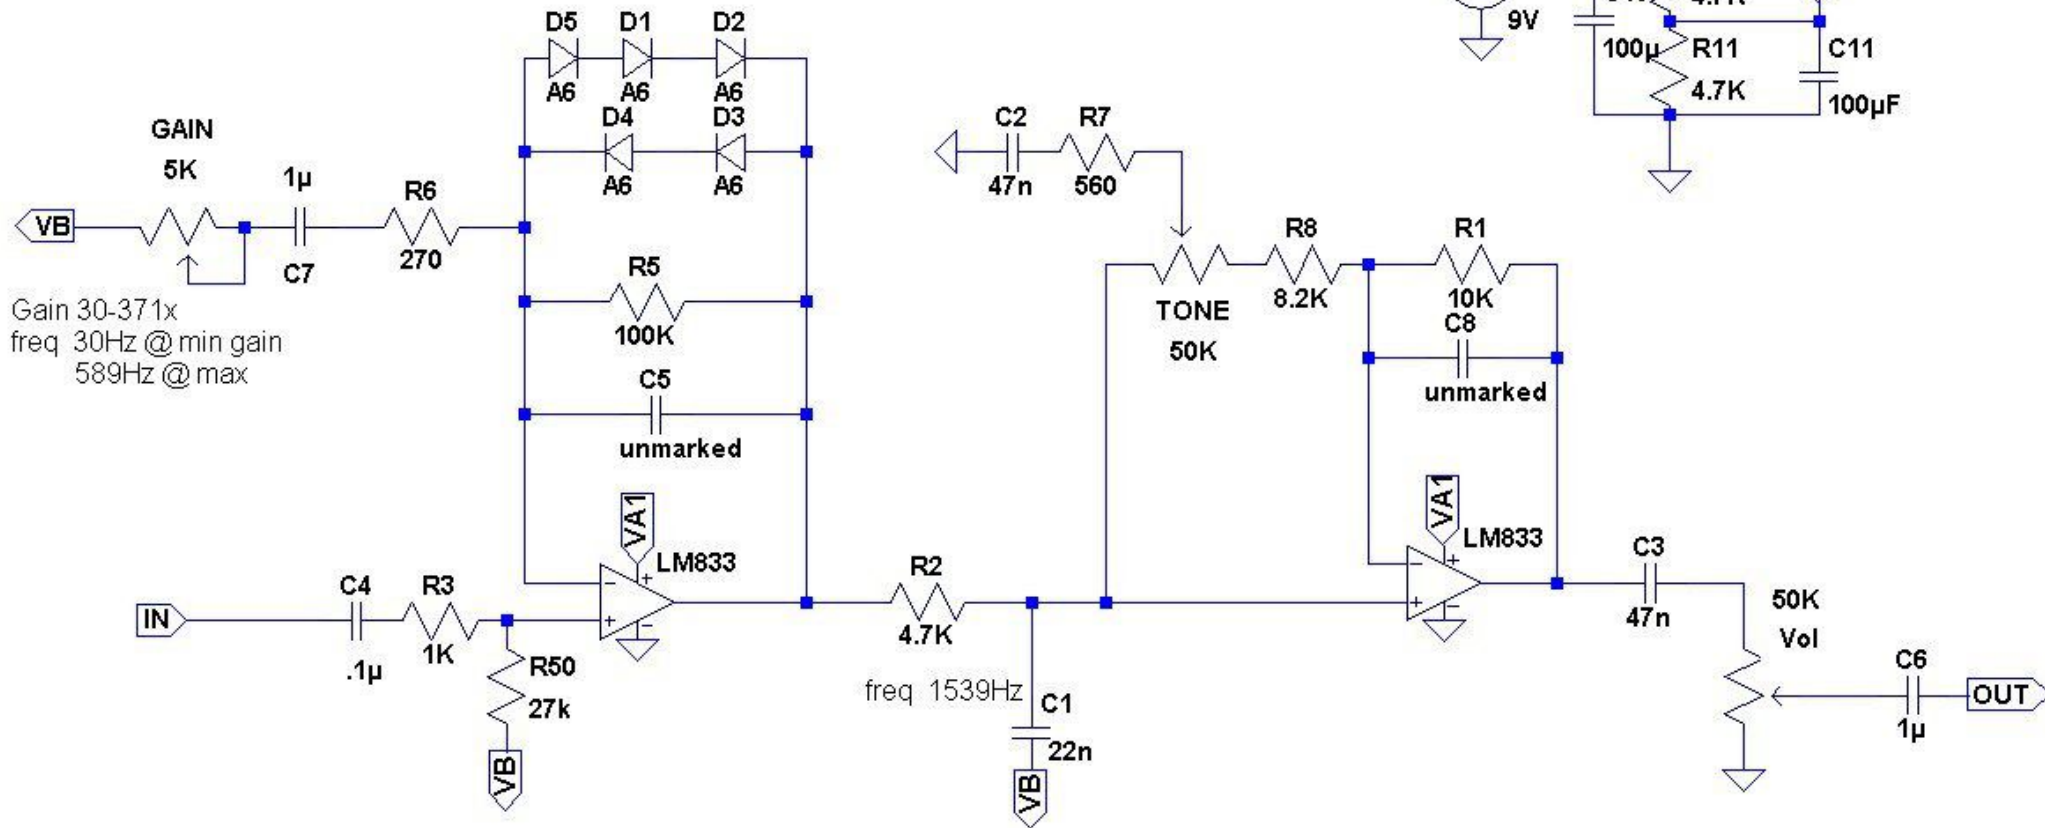 D5
D1
D2
A6
A6
A6
D4
D3
A6
A6
GAIN
5K
1µ
R6
VB
C7
270
Gain 30-371x
freq 30Hz @ min gain
589Hz @ max
R5
100K
C5
unmarked
VA1
LM833
IN
C4
R3
.1µ
1K
R50
27k
VB
R2
4.7K
freq 1539Hz
C1
22n
VB
C2
R7
47n
560
TONE
50K
R8
8.2K
R1
10K
C8
unmarked
VA1
LM833
C3
47n
50K
Vol
C6
1µ
OUT
9V
100µ
R11
4.7K
C11
100µF